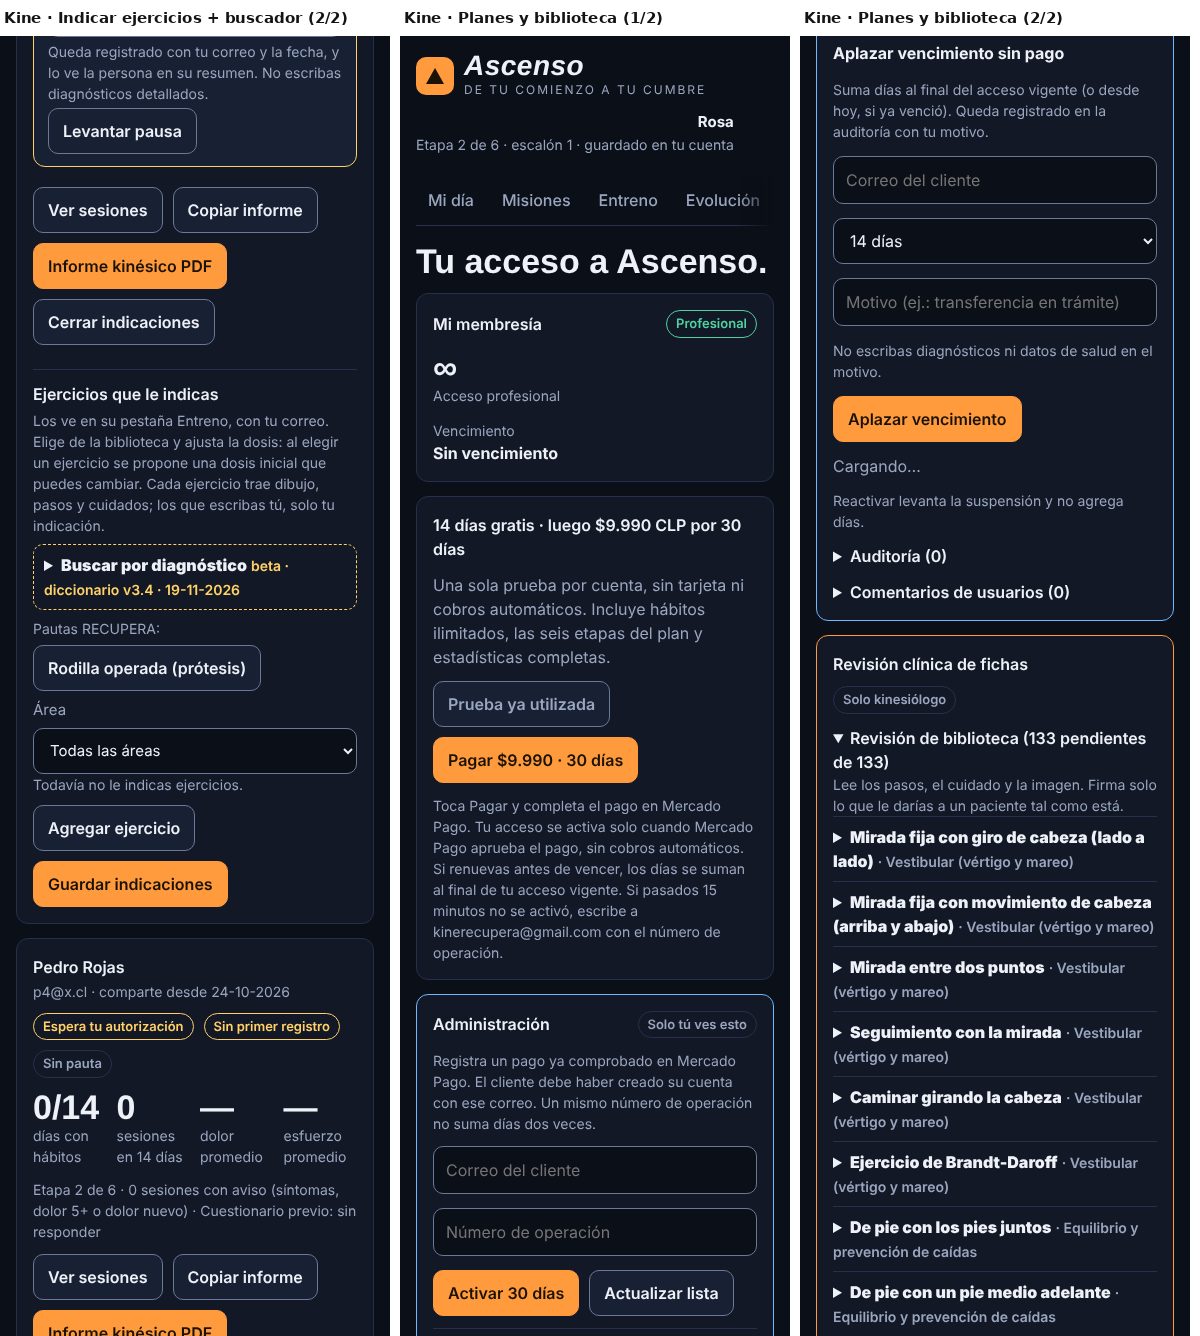 Kine · Indicar ejercicios + buscador (2/2)
Queda registrado con tu correo y la fecha, y
lo ve la persona en su resumen. No escribas
diagnósticos detallados.
Levantar pausa
Ver sesiones
Copiar informe
Informe kinésico PDF
Cerrar indicaciones
Ejercicios que le indicas
Los ve en su pestaña Entreno, con tu correo.
Elige de la biblioteca y ajusta la dosis: al elegir
un ejercicio se propone una dosis inicial que
puedes cambiar. Cada ejercicio trae dibujo,
pasos y cuidados; los que escribas tú, solo tu
indicación.
Buscar por diagnóstico beta ·
diccionario v3.4 · 19-11-2026
Pautas RECUPERA:
Rodilla operada (prótesis)
Área
Todas las áreas
Todavía no le indicas ejercicios.
Agregar ejercicio
Guardar indicaciones
Pedro Rojas
p4@x.cl · comparte desde 24-10-2026
Espera tu autorización
Sin primer registro
Sin pauta
0/14 0 — —
días con hábitos
sesiones en 14 días
dolor promedio
esfuerzo promedio
Etapa 2 de 6 · 0 sesiones con aviso (síntomas,
dolor 5+ o dolor nuevo) · Cuestionario previo: sin
responder
Ver sesiones
Copiar informe
Informe kinésico PDF
Kine · Planes y biblioteca (1/2)
Ascenso
DE TU COMIENZO A TU CUMBRE
Rosa
Etapa 2 de 6 · escalón 1 · guardado en tu cuenta
Mi día
Misiones
Entreno
Evolución
Tu acceso a Ascenso.
Mi membresía
Profesional
∞
Acceso profesional
Vencimiento
Sin vencimiento
14 días gratis · luego $9.990 CLP por 30
días
Una sola prueba por cuenta, sin tarjeta ni
cobros automáticos. Incluye hábitos
ilimitados, las seis etapas del plan y
estadísticas completas.
Prueba ya utilizada
Pagar $9.990 · 30 días
Toca Pagar y completa el pago en Mercado
Pago. Tu acceso se activa solo cuando Mercado
Pago aprueba el pago, sin cobros automáticos.
Si renuevas antes de vencer, los días se suman
al final de tu acceso vigente. Si pasados 15
minutos no se activó, escribe a
kinerecupera@gmail.com con el número de
operación.
Administración
Solo tú ves esto
Registra un pago ya comprobado en Mercado
Pago. El cliente debe haber creado su cuenta
con ese correo. Un mismo número de operación
no suma días dos veces.
Correo del cliente
Número de operación
Activar 30 días
Actualizar lista
Kine · Planes y biblioteca (2/2)
Aplazar vencimiento sin pago
Suma días al final del acceso vigente (o desde
hoy, si ya venció). Queda registrado en la
auditoría con tu motivo.
Correo del cliente
14 días
Motivo (ej.: transferencia en trámite)
No escribas diagnósticos ni datos de salud en el
motivo.
Aplazar vencimiento
Cargando...
Reactivar levanta la suspensión y no agrega
días.
Auditoría (0)
Comentarios de usuarios (0)
Revisión clínica de fichas
Solo kinesiólogo
Revisión de biblioteca (133 pendientes
de 133)
Lee los pasos, el cuidado y la imagen. Firma solo
lo que le darías a un paciente tal como está.
Mirada fija con giro de cabeza (lado a
lado) · Vestibular (vértigo y mareo)
Mirada fija con movimiento de cabeza
(arriba y abajo) · Vestibular (vértigo y mareo)
Mirada entre dos puntos · Vestibular
(vértigo y mareo)
Seguimiento con la mirada · Vestibular
(vértigo y mareo)
Caminar girando la cabeza · Vestibular
(vértigo y mareo)
Ejercicio de Brandt-Daroff · Vestibular
(vértigo y mareo)
De pie con los pies juntos · Equilibrio y
prevención de caídas
De pie con un pie medio adelante ·
Equilibrio y prevención de caídas